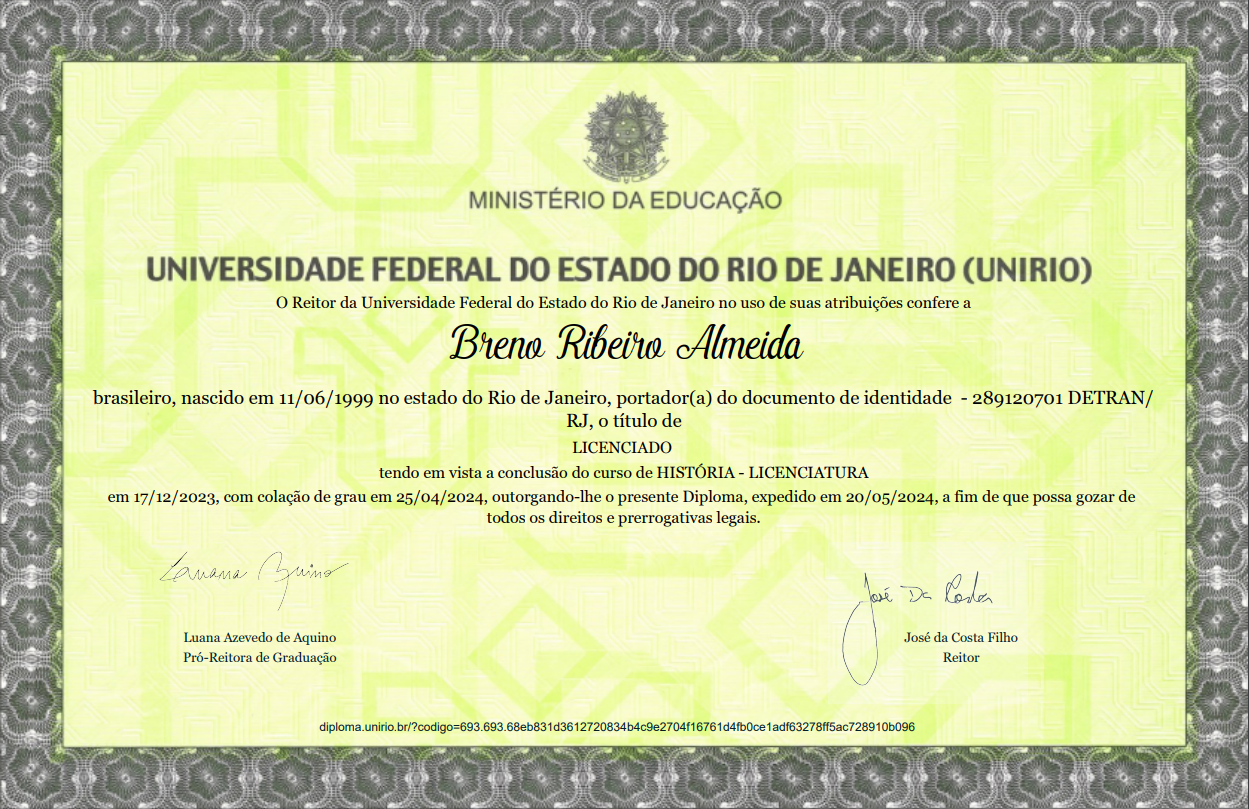 MINISTÉRIO DA EDUCAÇÃO
UNIVERSIDADE FEDERAL DO ESTADO DO RIO DE JANEIRO (UNIRIO)
O Reitor da Universidade Federal do Estado do Rio de Janeiro no uso de suas atribuições confere a
Breno Ribeiro Almeida
brasileiro, nascido em 11/06/1999 no estado do Rio de Janeiro, portador(a) do documento de identidade - 289120701 DETRAN/
RJ, o título de
LICENCIADO
tendo em vista a conclusão do curso de HISTÓRIA - LICENCIATURA
em 17/12/2023, com colação de grau em 25/04/2024, outorgando-lhe o presente Diploma, expedido em 20/05/2024, a fim de que possa gozar de
todos os direitos e prerrogativas legais.
Luana Azevedo de Aquino
Pró-Reitora de Graduação
José Da Costa
José da Costa Filho
Reitor
diploma.unirio.br/?codigo=693.693.68eb831d3612720834b4c9e2704f16761d4fb0ce1adf63278ff5ac728910b096